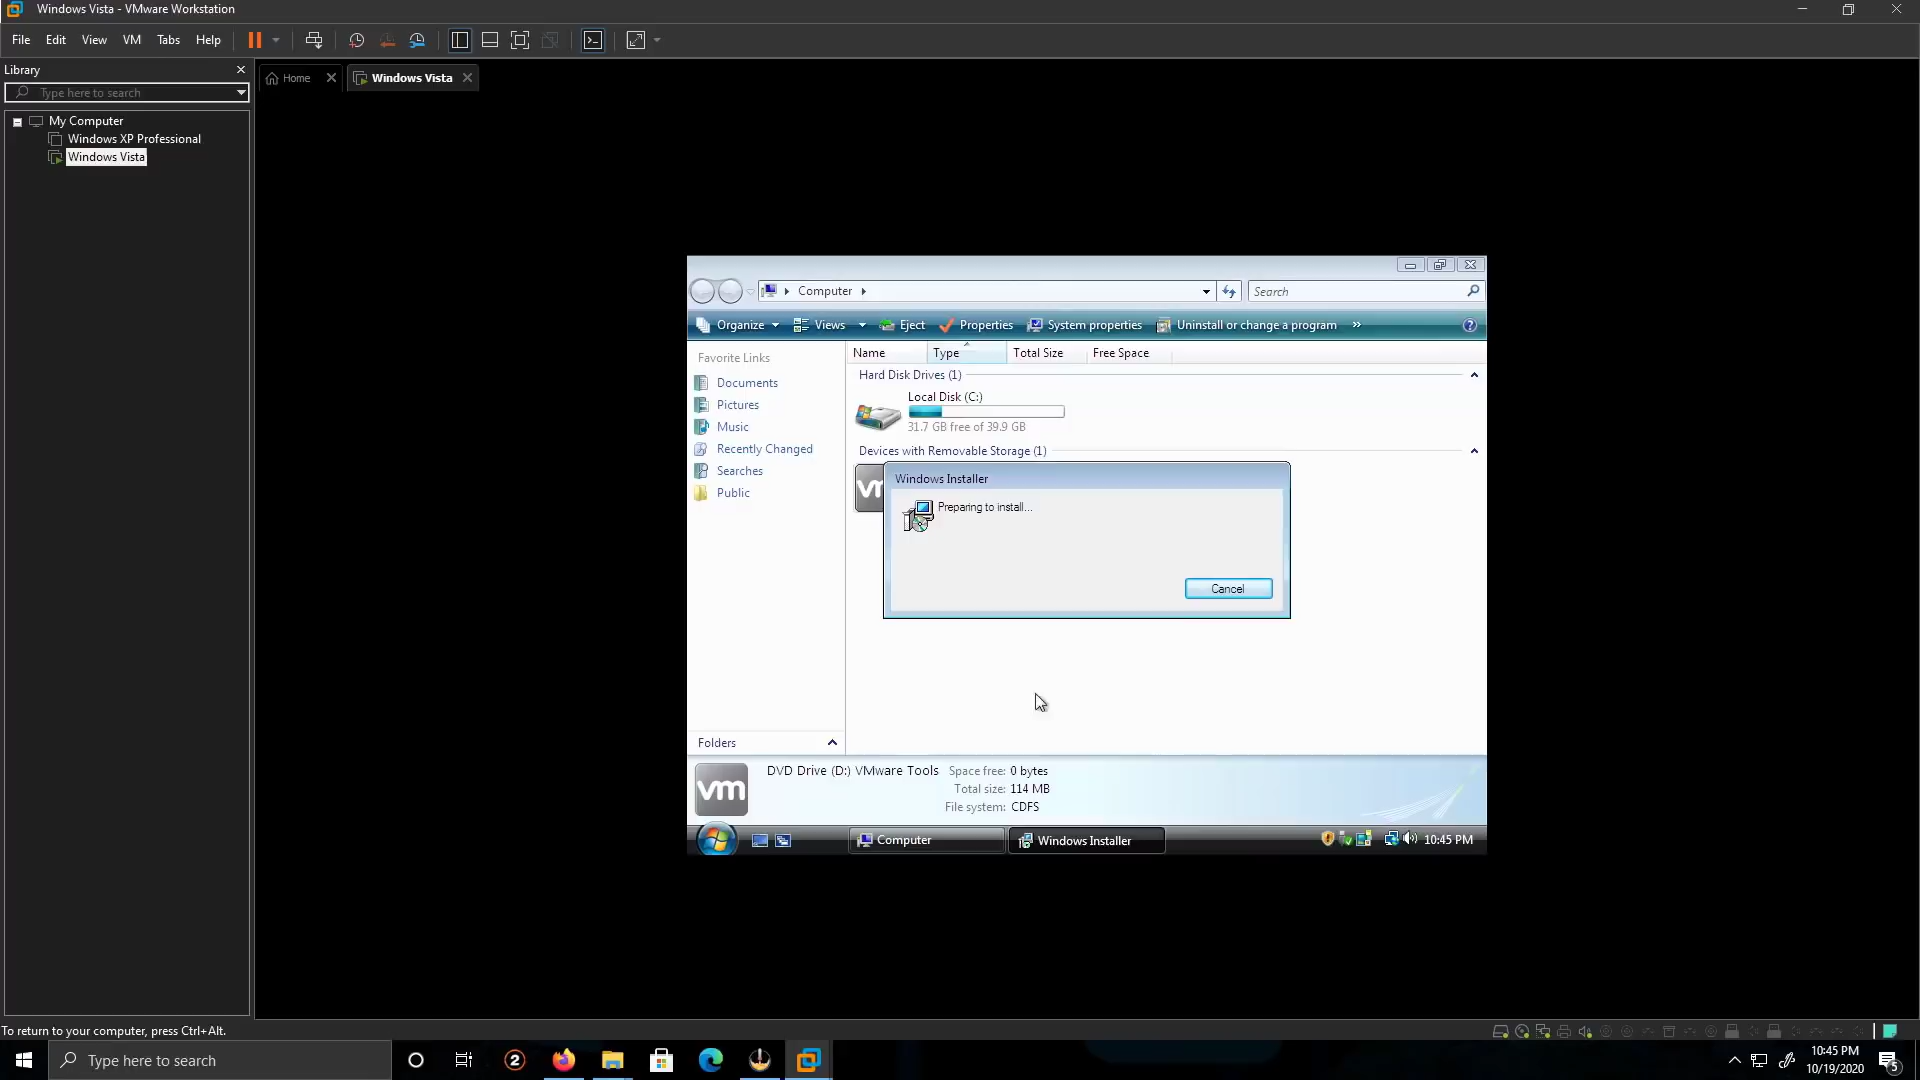 Windows Vista - VMware Workstation
File Edit View VM Tabs Help
Library
Type here to search
My Computer
Windows XP Professional
Windows Vista
Home
Windows Vista
Computer
Search
Organize Views Eject Properties System properties Uninstall or change a program »
Favorite Links
Documents
Pictures
Music
Recently Changed
Searches
Public
Folders
Name Type Total Size Free Space
Hard Disk Drives (1)
Local Disk (C:)
31.7 GB free of 39.9 GB
Devices with Removable Storage (1)
vm
Windows Installer
Preparing to install...
Cancel
vm
DVD Drive (D:) VMware Tools Space free: 0 bytes
Total size: 114 MB
File system: CDFS
Computer
Windows Installer
10:45 PM
To return to your computer, press Ctrl+Alt.
Type here to search
2
10:45 PM
10/19/2020
5